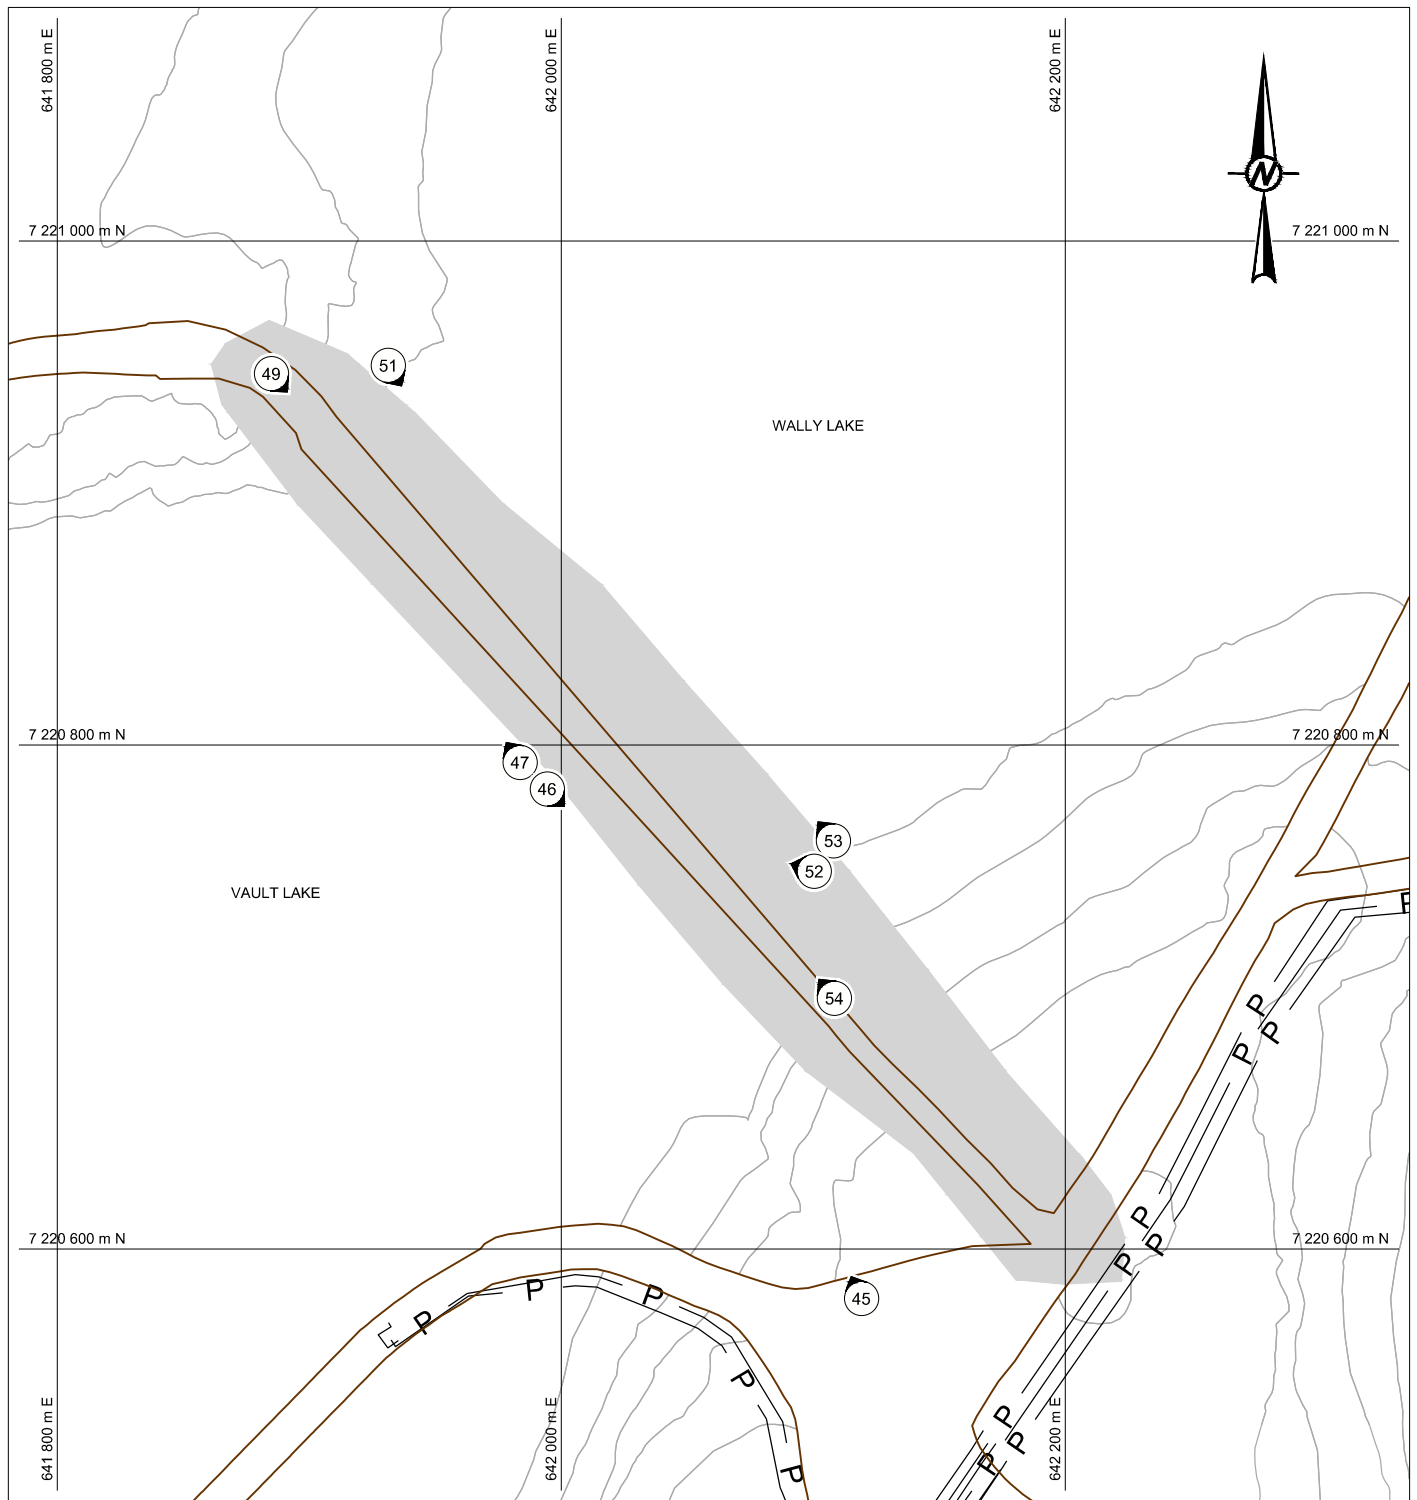 641 800 m E
642 000 m E
642 200 m E
N
7 221 000 m N
7 221 000 m N
51
49
WALLY LAKE
7 220 800 m N
7 220 800 m N
47
46
53
52
VAULT LAKE
P
54
P
P
P
P
P
7 220 600 m N
7 220 600 m N
P
P
P
P
45
P
P
641 800 m E
642 000 m E
642 200 m E
P
P
P
P